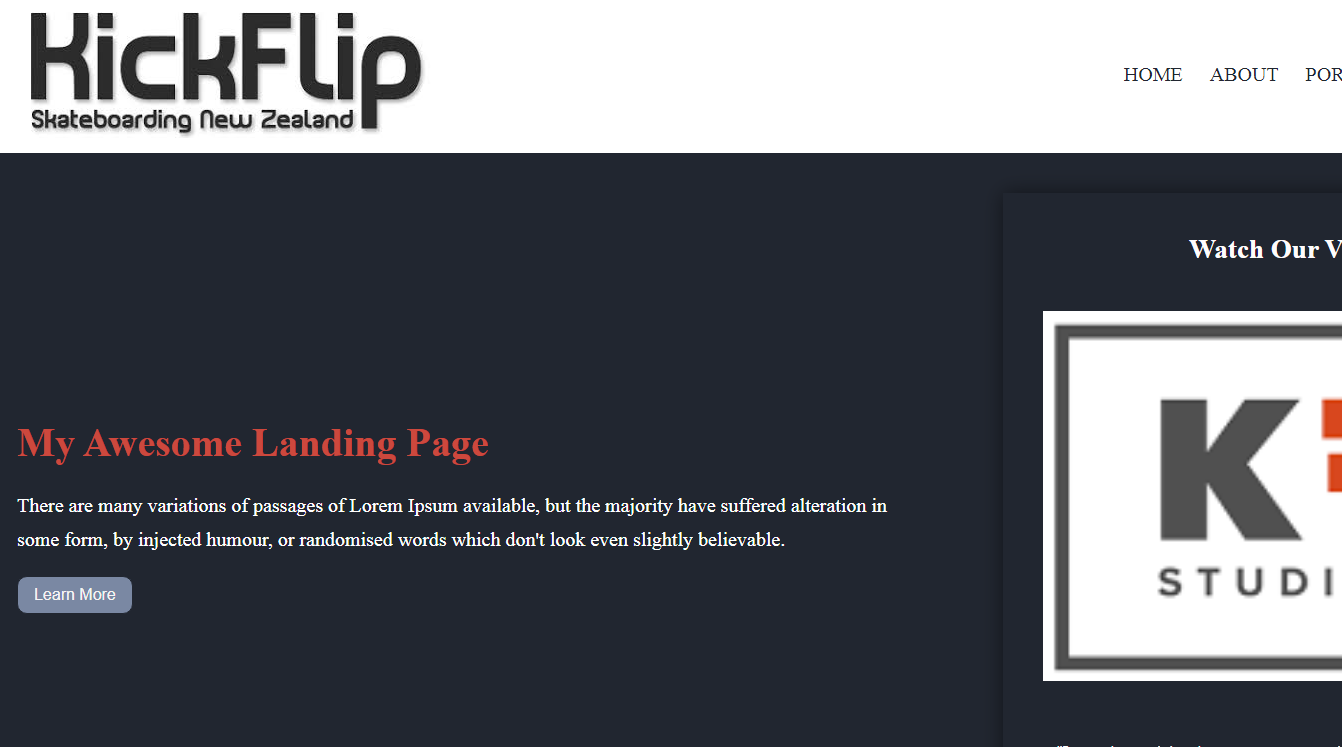 KickFlip
Skateboarding New Zealand
HOME ABOUT
Watch Our
My Awesome Landing Page
There are many variations of passages of Lorem Ipsum available, but the majority have suffered alteration in
some form, by injected humour, or randomised words which don't look even slightly believable.
Learn More
K
STUDI